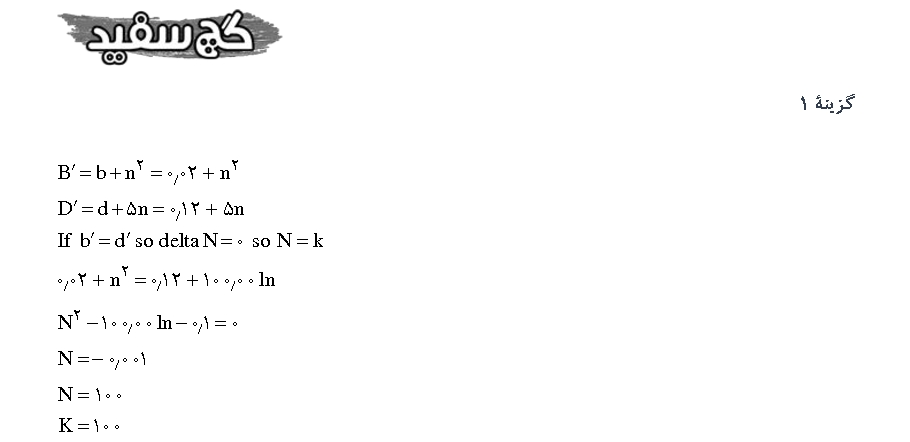 گچ سفید
گزینهٔ ۱
B′ = b + n^۲ = ۰٫۰۲ + n^۲
D′ = d + ۵n = ۰٫۱۲ + ۵n
If b′ = d′ so delta N = ۰ so N = k
۰٫۰۲ + n^۲ = ۰٫۱۲ + ۱۰۰٫۰۰ ln
N^۲ − ۱۰۰٫۰۰ ln − ۰٫۱ = ۰
N = − ۰٫۰۰۱
N = ۱۰۰
K = ۱۰۰